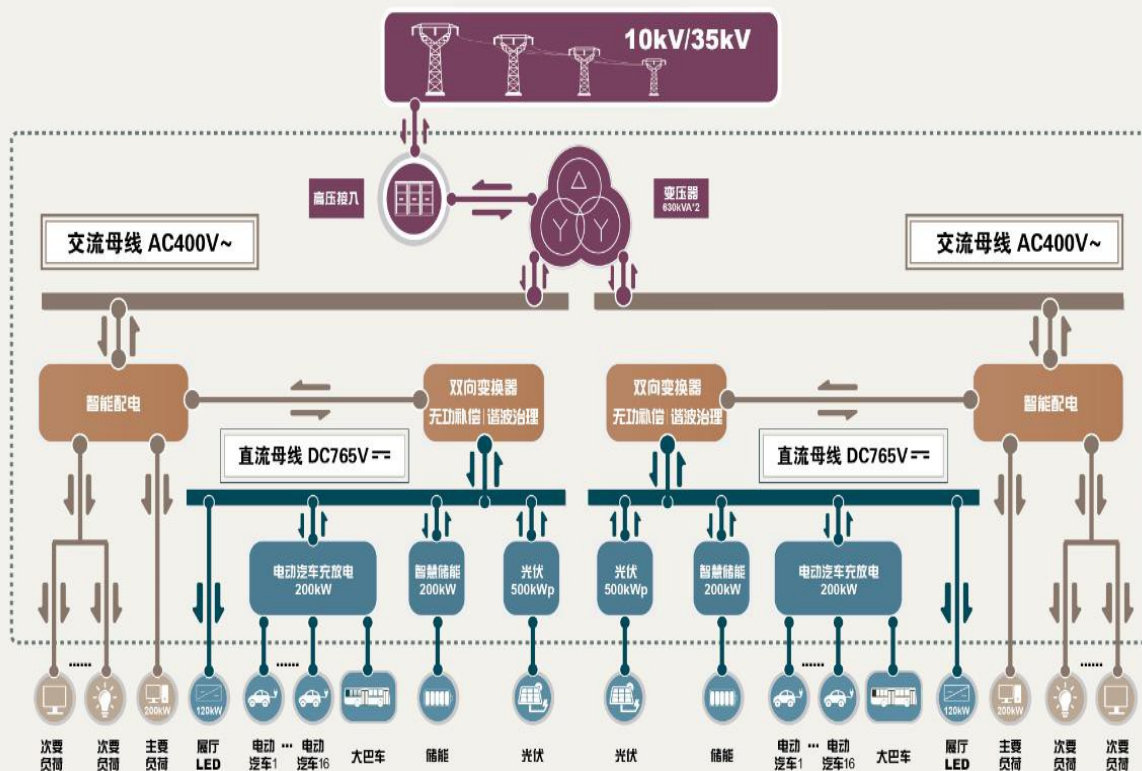 10kV/35kV
高压接入
变压器
630kVA*2
交流母线 AC400V~
交流母线 AC400V~
智能配电
双向变换器
无功补偿|谐波治理
双向变换器
无功补偿|谐波治理
智能配电
直流母线 DC765V
直流母线 DC765V
电动汽车充放电
200kW
智慧储能
200kW
光伏
500kWp
光伏
500kWp
智慧储能
200kW
电动汽车充放电
200kW
......
......
......
......
200kW
120kW
120kW
200kW
次要
负荷
次要
负荷
主要
负荷
展厅
LED
电动
汽车1
...
电动
汽车16
大巴车
储能
光伏
光伏
储能
电动
汽车1
...
电动
汽车16
大巴车
展厅
LED
主要
负荷
次要
负荷
次要
负荷